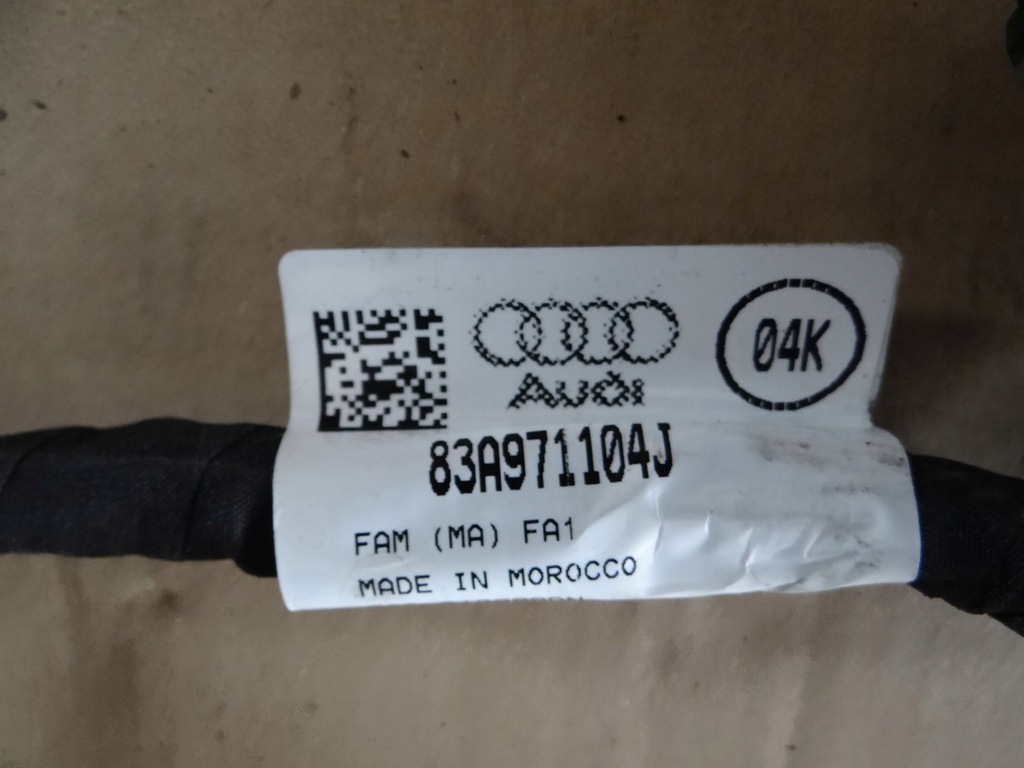 Audi
04K
83A971104J
FAM (MA) FA1
MADE IN MOROCCO